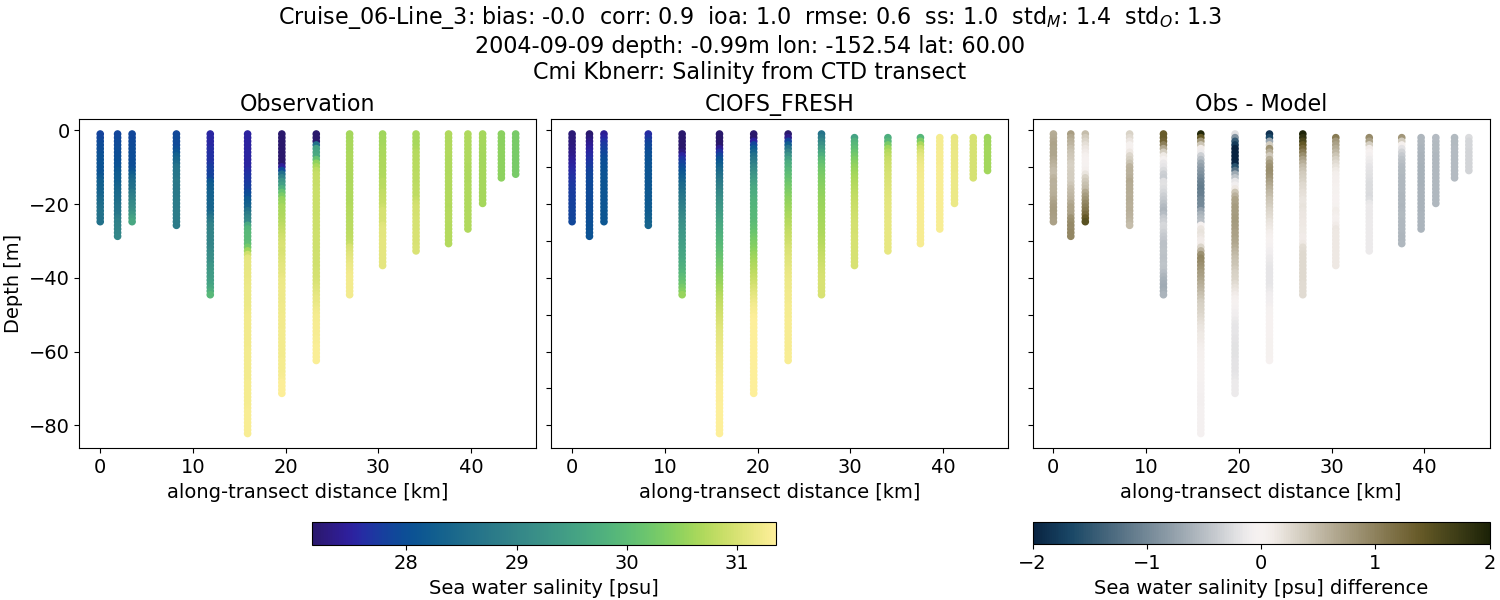 Cruise_06-Line_3: bias: -0.0  corr: 0.9  ioa: 1.0  rmse: 0.6  ss: 1.0  std_M: 1.4  std_O: 1.3
2004-09-09 depth: -0.99m lon: -152.54 lat: 60.00
Cmi Kbnerr: Salinity from CTD transect
Observation
CIOFS_FRESH
Obs - Model
Depth [m]
0
−20
−40
−60
−80
0 10 20 30 40
0 10 20 30 40
0 10 20 30 40
along-transect distance [km]
along-transect distance [km]
along-transect distance [km]
28 29 30 31
Sea water salinity [psu]
−2 −1 0 1 2
Sea water salinity [psu] difference